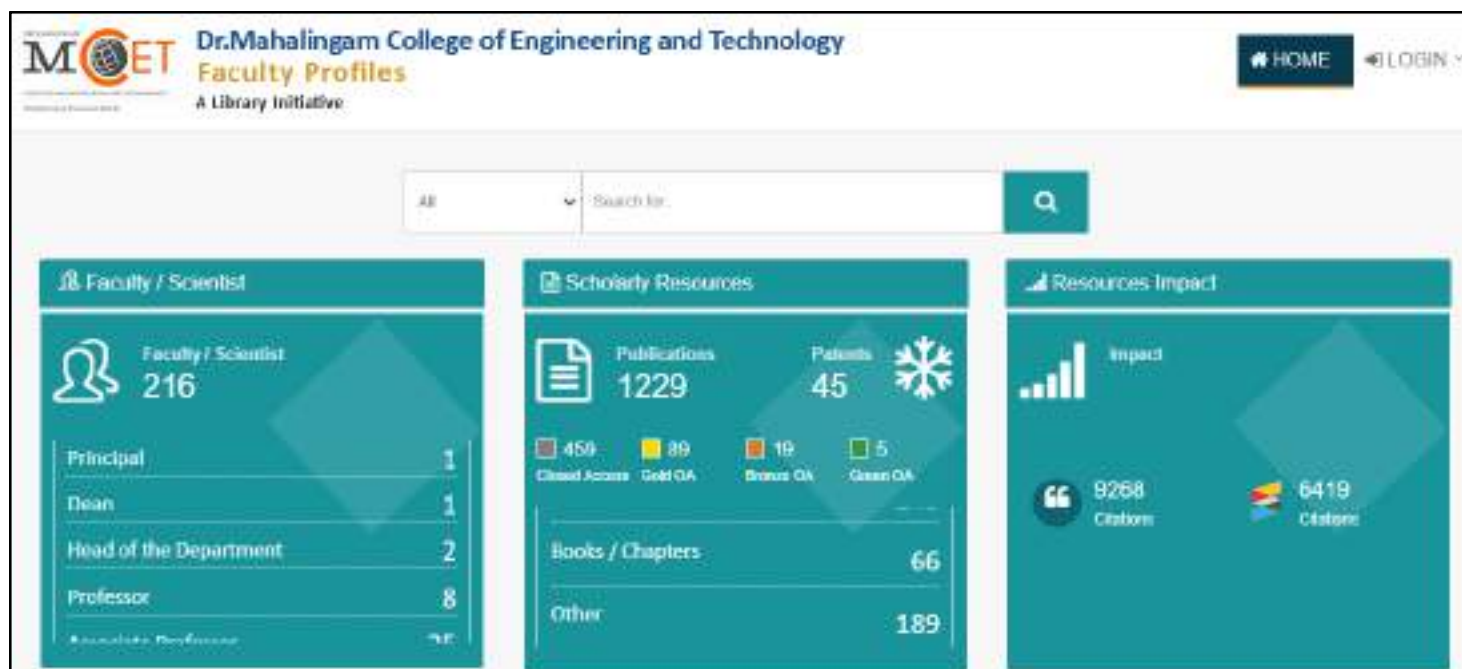 MCET
Dr.Mahalingam College of Engineering and Technology
Faculty Profiles
A Library Initiative
HOME
LOGIN
All
Search for
Faculty / Scientist
Faculty / Scientist
216
Principal 1
Dean 1
Head of the Department 2
Professor 8
Associate Professor
Scholarly Resources
Publications
1229
Patents
45
459 Closed Access
89 Gold OA
19 Bronze OA
5 Green OA
Books / Chapters 66
Other 189
Resources Impact
Impact
9268
Citations
6419
Citations